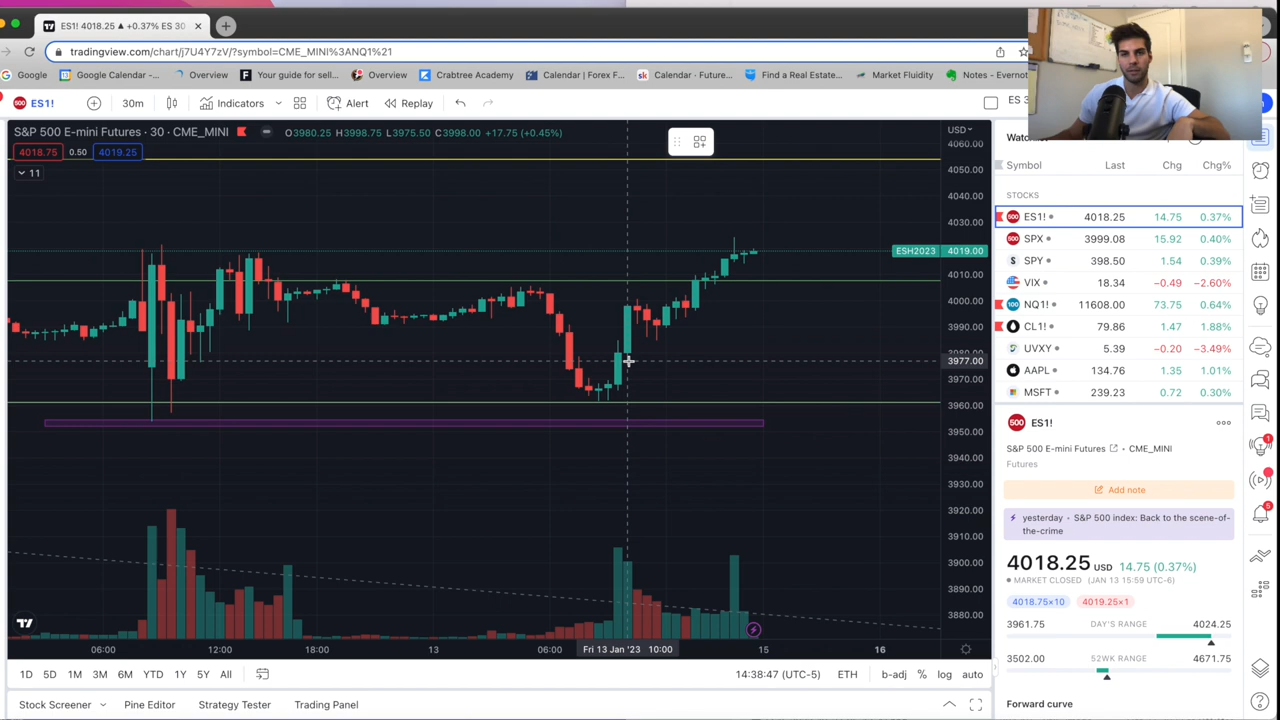 ES1! 4018.25 ▲ +0.37% ES 30
tradingview.com/chart/j7U4Y7zV/?symbol=CME_MINI%3ANQ1%21
Google
Google Calendar -
Overview
Your guide for sell...
Overview
Crabtree Academy
Calendar | Forex F...
Calendar · Future...
Find a Real Estate...
Market Fluidity
Notes - Evernot
ES1!
30m
Indicators
Alert
Replay
ES 3
S&P 500 E-mini Futures · 30 · CME_MINI
O3980.25 H3998.75 L3975.50 C3998.00 +17.75 (+0.45%)
4018.75 0.50 4019.25
11
USD
4060.00
4050.00
4040.00
4030.00
ESH2023 4019.00
4010.00
4000.00
3990.00
3980.00
3977.00
3970.00
3960.00
3950.00
3940.00
3930.00
3920.00
3910.00
3900.00
3890.00
3880.00
06:00 12:00 18:00 13 06:00 Fri 13 Jan '23 10:00 15 16
1D 5D 1M 3M 6M YTD 1Y 5Y All
14:38:47 (UTC-5) ETH b-adj % log auto
Stock Screener Pine Editor Strategy Tester Trading Panel
Symbol Last Chg Chg%
STOCKS
ES1! 4018.25 14.75 0.37%
SPX 3999.08 15.92 0.40%
SPY 398.50 1.54 0.39%
VIX 18.34 −0.49 −2.60%
NQ1! 11608.00 73.75 0.64%
CL1! 79.86 1.47 1.88%
UVXY 5.39 −0.20 −3.49%
AAPL 134.76 1.35 1.01%
MSFT 239.23 0.72 0.30%
500 ES1!
S&P 500 E-mini Futures • CME_MINI
Futures
Add note
yesterday · S&P 500 index: Back to the scene-of-
the-crime
4018.25 USD 14.75 (0.37%)
MARKET CLOSED (JAN 13 15:59 UTC-6)
4018.75×10 4019.25×1
3961.75 DAY'S RANGE 4024.25
3502.00 52WK RANGE 4671.75
Forward curve
1
5